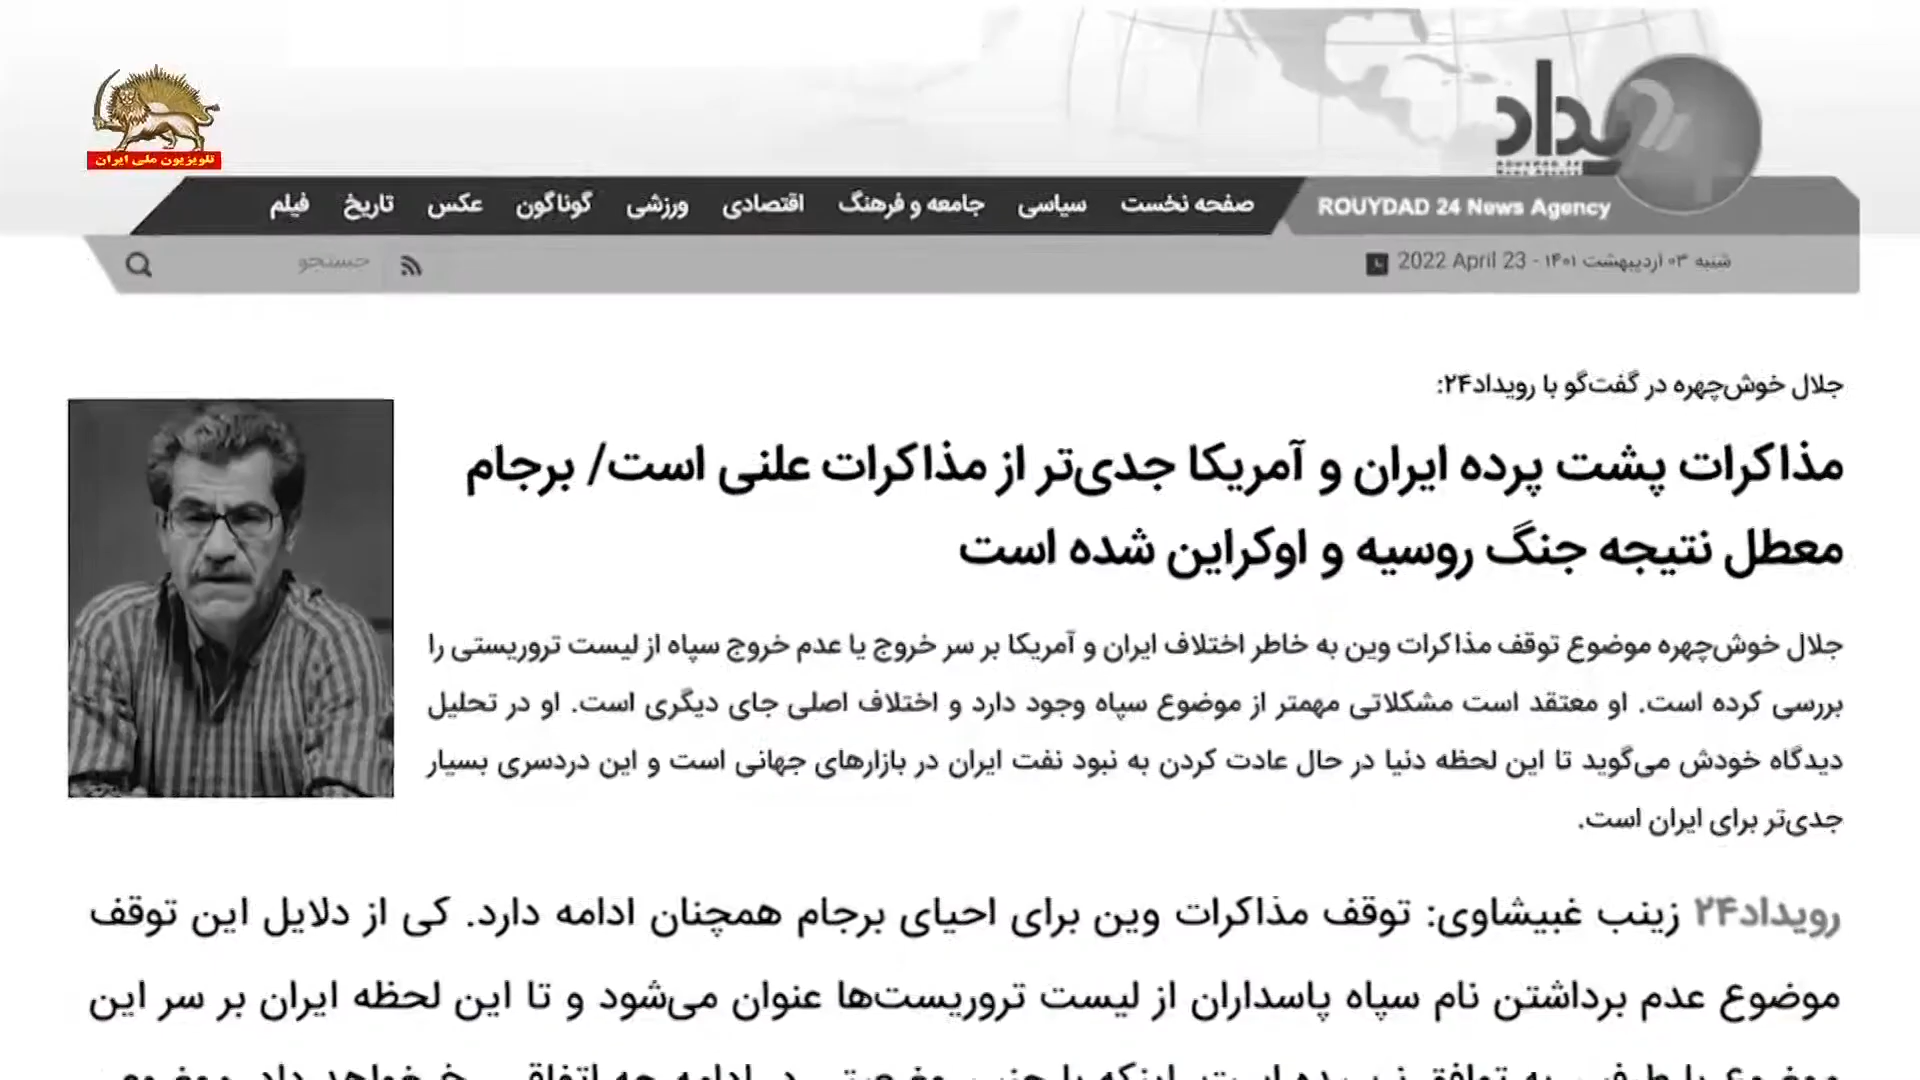 تلویزیون ملی ایران
یداد
24
ROUYDAD 24 News Agency
صفحه نخست سیاسی جامعه و فرهنگ اقتصادی ورزشی گوناگون عکس تاریخ فیلم
شنبه ۰۳ اردیبهشت ۱۴۰۱ - 2022 April 23
جستجو
جلال خوش‌چهره در گفت‌گو با رویداد۲۴:
مذاکرات پشت پرده ایران و آمریکا جدی‌تر از مذاکرات علنی است/ برجام
معطل نتیجه جنگ روسیه و اوکراین شده است
جلال خوش‌چهره موضوع توقف مذاکرات وین به خاطر اختلاف ایران و آمریکا بر سر خروج یا عدم خروج سپاه از لیست تروریستی را
بررسی کرده است. او معتقد است مشکلاتی مهمتر از موضوع سپاه وجود دارد و اختلاف اصلی جای دیگری است. او در تحلیل
دیدگاه خودش می‌گوید تا این لحظه دنیا در حال عادت کردن به نبود نفت ایران در بازارهای جهانی است و این دردسری بسیار
جدی‌تر برای ایران است.
رویداد۲۴ زینب غبیشاوی: توقف مذاکرات وین برای احیای برجام همچنان ادامه دارد. کی از دلایل این توقف
موضوع عدم برداشتن نام سپاه پاسداران از لیست تروریست‌ها عنوان می‌شود و تا این لحظه ایران بر سر این